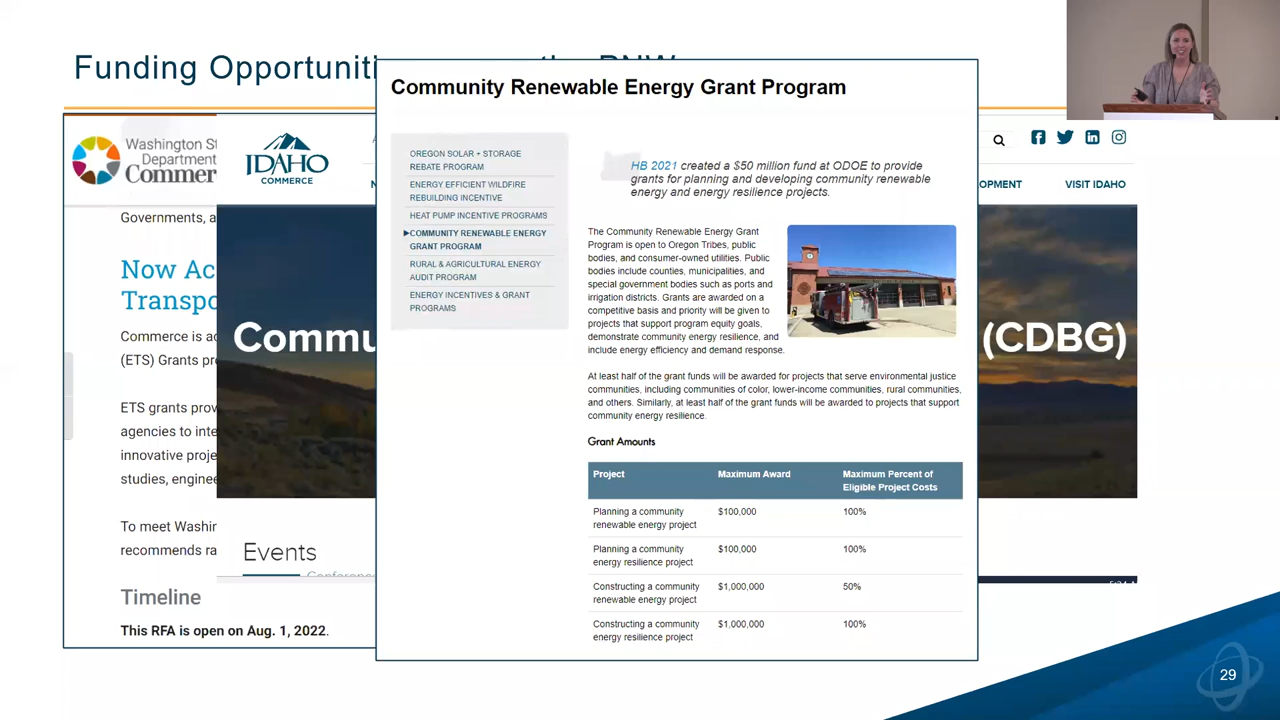 Funding Opportuniti
PNW
Community Renewable Energy Grant Program
Washington St
Department
Commerr
IDAHO
COMMERCE
OPMENT
VISIT IDAHO
Governments, a
Now Ac
Transpo
Commerce is ac
(ETS) Grants pr
ETS grants prov
agencies to inte
innovative proje
studies, engine
To meet Washir
recommends ra
Timeline
This RFA is open on Aug. 1, 2022.
Commu
(CDBG)
Events
Conference
OREGON SOLAR + STORAGE
REBATE PROGRAM
ENERGY EFFICIENT WILDFIRE
REBUILDING INCENTIVE
HEAT PUMP INCENTIVE PROGRAMS
COMMUNITY RENEWABLE ENERGY
GRANT PROGRAM
RURAL & AGRICULTURAL ENERGY
AUDIT PROGRAM
ENERGY INCENTIVES & GRANT
PROGRAMS
HB 2021 created a $50 million fund at ODOE to provide
grants for planning and developing community renewable
energy and energy resilience projects.
The Community Renewable Energy Grant
Program is open to Oregon Tribes, public
bodies, and consumer-owned utilities. Public
bodies include counties, municipalities, and
special government bodies such as ports and
irrigation districts. Grants are awarded on a
competitive basis and priority will be given to
projects that support program equity goals,
demonstrate community energy resilience, and
include energy efficiency and demand response.
At least half of the grant funds will be awarded for projects that serve environmental justice
communities, including communities of color, lower-income communities, rural communities,
and others. Similarly, at least half of the grant funds will be awarded to projects that support
community energy resilience.
Grant Amounts
Project Maximum Award Maximum Percent of
Eligible Project Costs
Planning a community $100,000 100%
renewable energy project
Planning a community $100,000 100%
energy resilience project
Constructing a community $1,000,000 50%
renewable energy project
Constructing a community $1,000,000 100%
energy resilience project
29